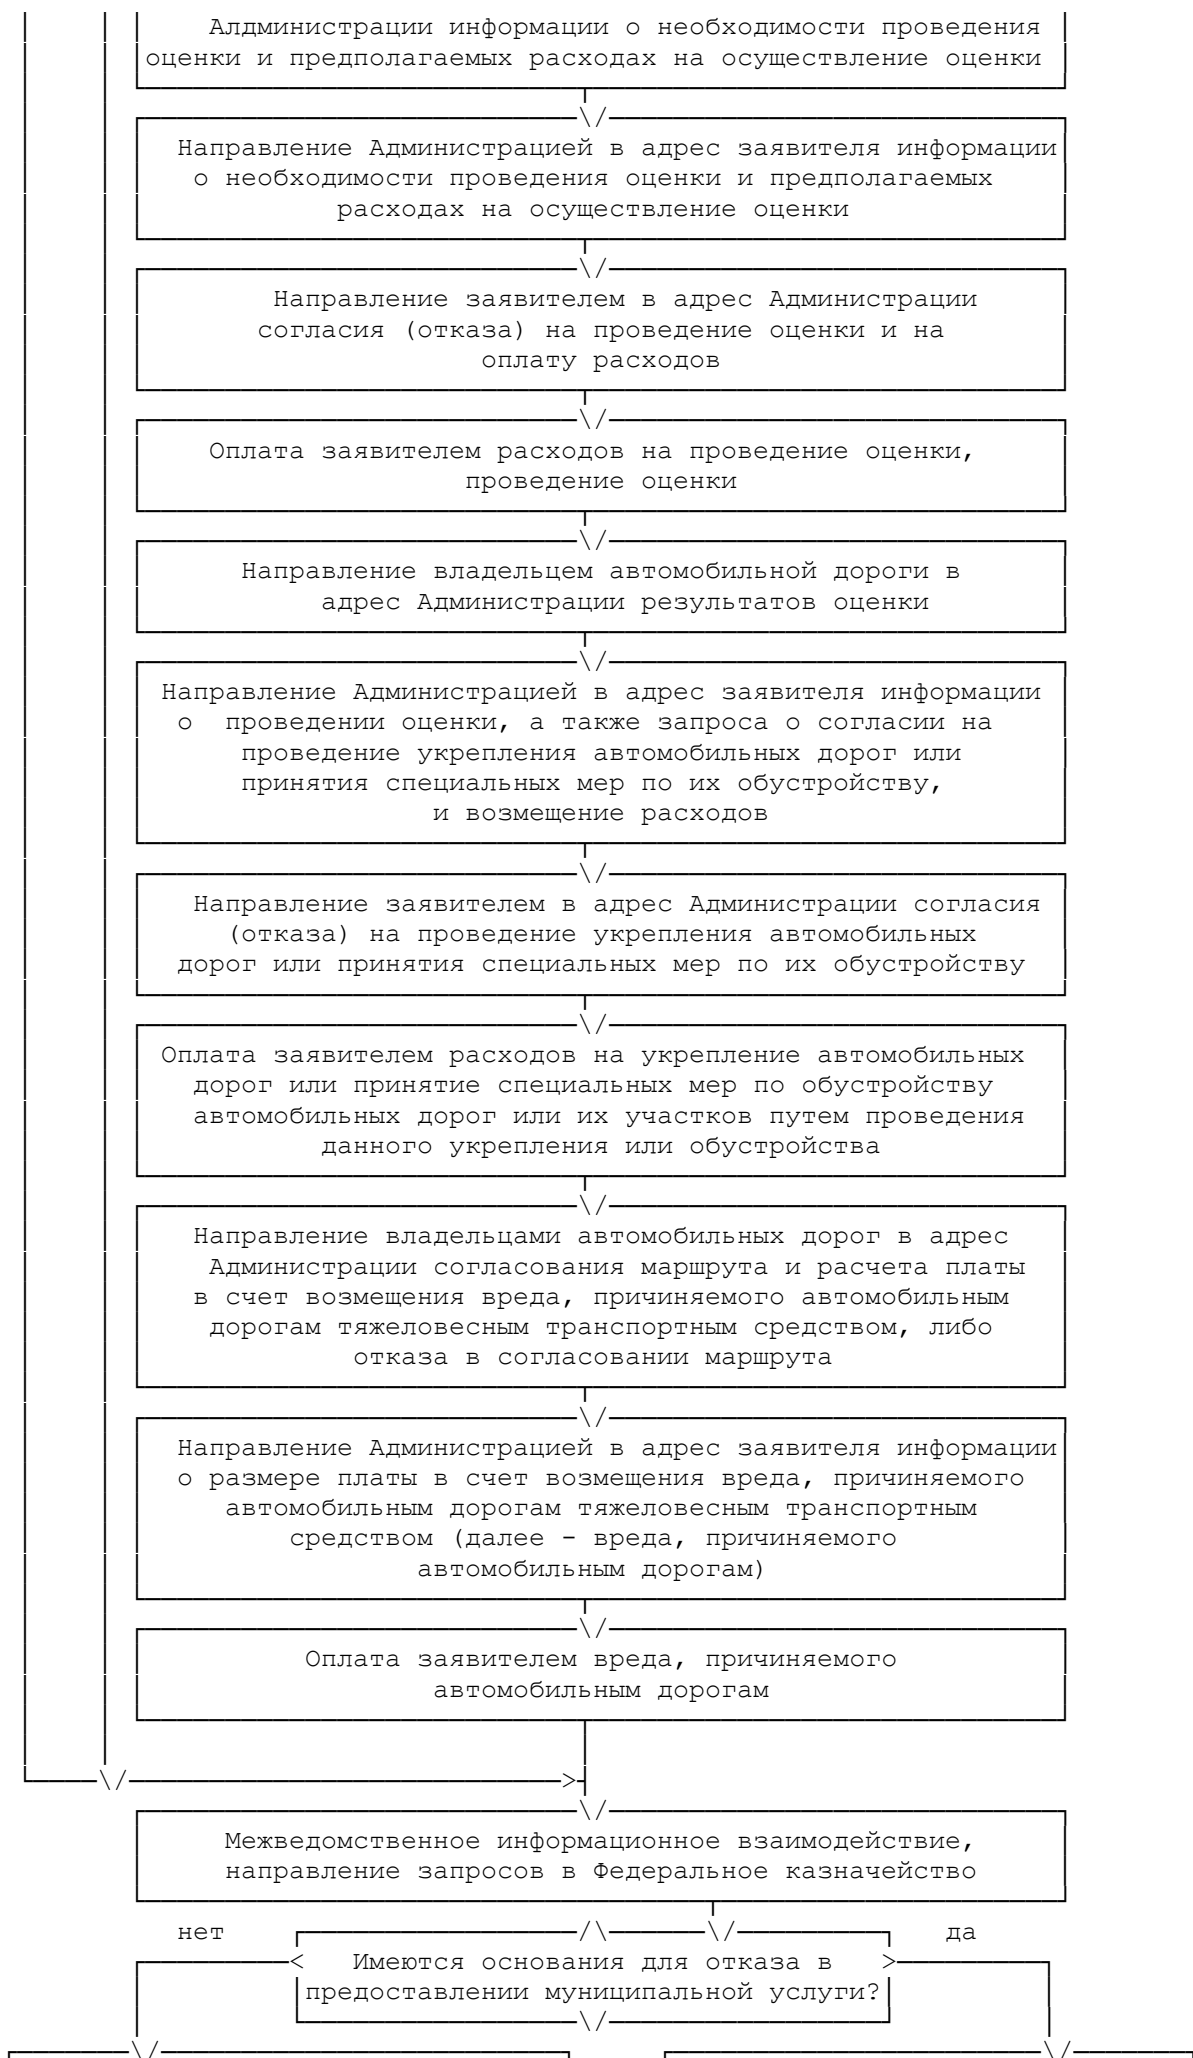 Алдминистрации информации о необходимости проведения
оценки и предполагаемых расходах на осуществление оценки
Направление Администрацией в адрес заявителя информации
о необходимости проведения оценки и предполагаемых
расходах на осуществление оценки
Направление заявителем в адрес Администрации
согласия (отказа) на проведение оценки и на
оплату расходов
Оплата заявителем расходов на проведение оценки,
проведение оценки
Направление владельцем автомобильной дороги в
адрес Администрации результатов оценки
Направление Администрацией в адрес заявителя информации
о проведении оценки, а также запроса о согласии на
проведение укрепления автомобильных дорог или
принятия специальных мер по их обустройству,
и возмещение расходов
Направление заявителем в адрес Администрации согласия
(отказа) на проведение укрепления автомобильных
дорог или принятия специальных мер по их обустройству
Оплата заявителем расходов на укрепление автомобильных
дорог или принятие специальных мер по обустройству
автомобильных дорог или их участков путем проведения
данного укрепления или обустройства
Направление владельцами автомобильных дорог в адрес
Администрации согласования маршрута и расчета платы
в счет возмещения вреда, причиняемого автомобильным
дорогам тяжеловесным транспортным средством, либо
отказа в согласовании маршрута
Направление Администрацией в адрес заявителя информации
о размере платы в счет возмещения вреда, причиняемого
автомобильным дорогам тяжеловесным транспортным
средством (далее - вреда, причиняемого
автомобильным дорогам)
Оплата заявителем вреда, причиняемого
автомобильным дорогам
Межведомственное информационное взаимодействие,
направление запросов в Федеральное казначейство
нет
да
Имеются основания для отказа в
предоставлении муниципальной услуги?